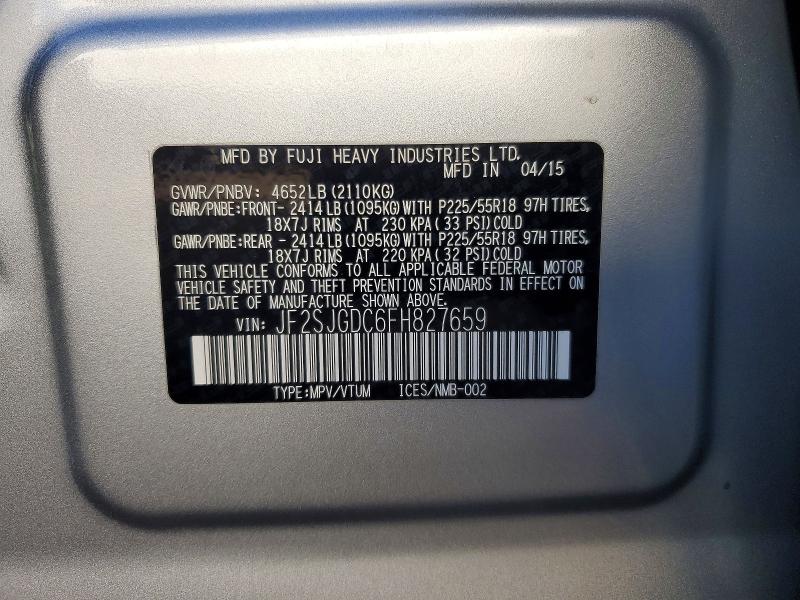 MFD BY FUJI HEAVY INDUSTRIES LTD.
MFD IN 04/15
GVWR/PNBV: 4652LB (2110KG)
GAWR/PNBE:FRONT- 2414LB (1095KG) WITH P225/55R18 97H TIRES,
18X7J RIMS AT 230 KPA ( 33 PSI) COLD
GAWR/PNBE:REAR - 2414LB (1095KG) WITH P225/55R18 97H TIRES,
18X7J RIMS AT 220 KPA ( 32 PSI) COLD
THIS VEHICLE CONFORMS TO ALL APPLICABLE FEDERAL MOTOR
VEHICLE SAFETY AND THEFT PREVENTION STANDARDS IN EFFECT ON
THE DATE OF MANUFACTURE SHOWN ABOVE.
VIN: JF2SJGDC6FH827659
TYPE:MPV/VTUM ICES/NMB-002